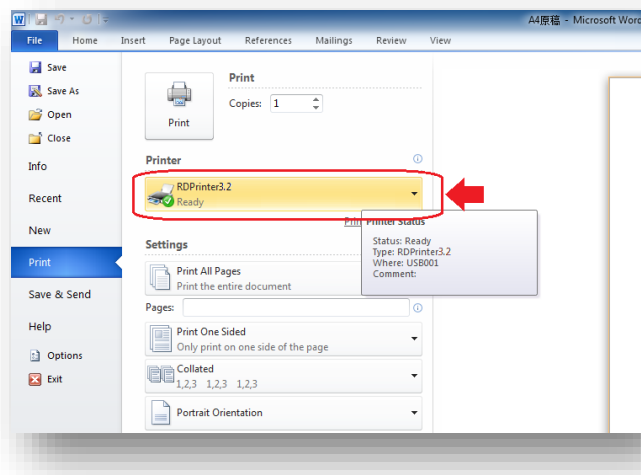 A4原稿 - Microsoft Word
File Home Insert Page Layout References Mailings Review View
Save
Save As
Open
Close
Info
Recent
New
Print
Save & Send
Help
Options
Exit
Print
Print
Copies: 1
Printer
RDPrinter3.2
Ready
Printer Status
Status: Ready
Type: RDPrinter3.2
Where: USB001
Comment:
Settings
Print All Pages
Print the entire document
Pages:
Print One Sided
Only print on one side of the page
Collated
1,2,3 1,2,3 1,2,3
Portrait Orientation